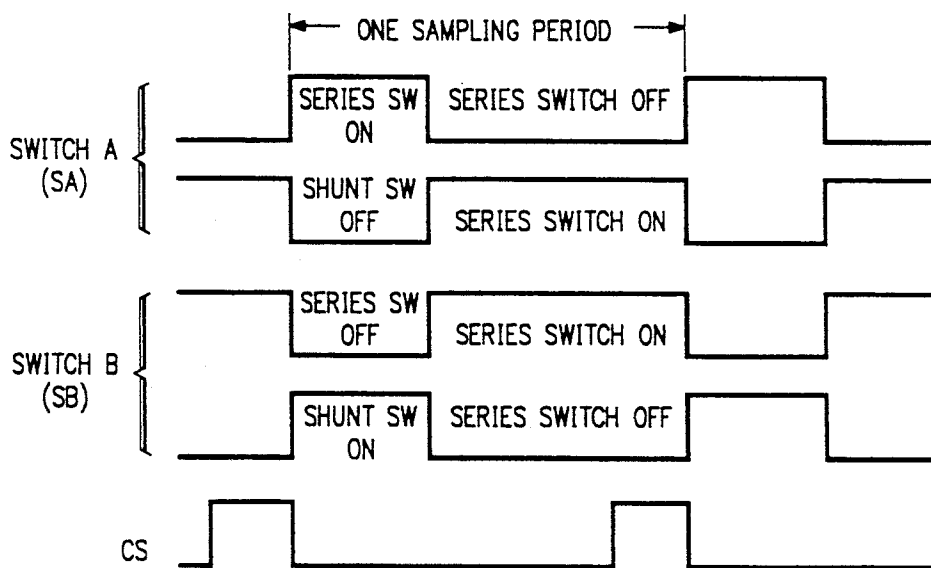 ONE SAMPLING PERIOD
SERIES SW
ON
SERIES SWITCH OFF
SWITCH A
(SA)
SHUNT SW
OFF
SERIES SWITCH ON
SERIES SW
OFF
SERIES SWITCH ON
SWITCH B
(SB)
SHUNT SW
ON
SERIES SWITCH OFF
CS